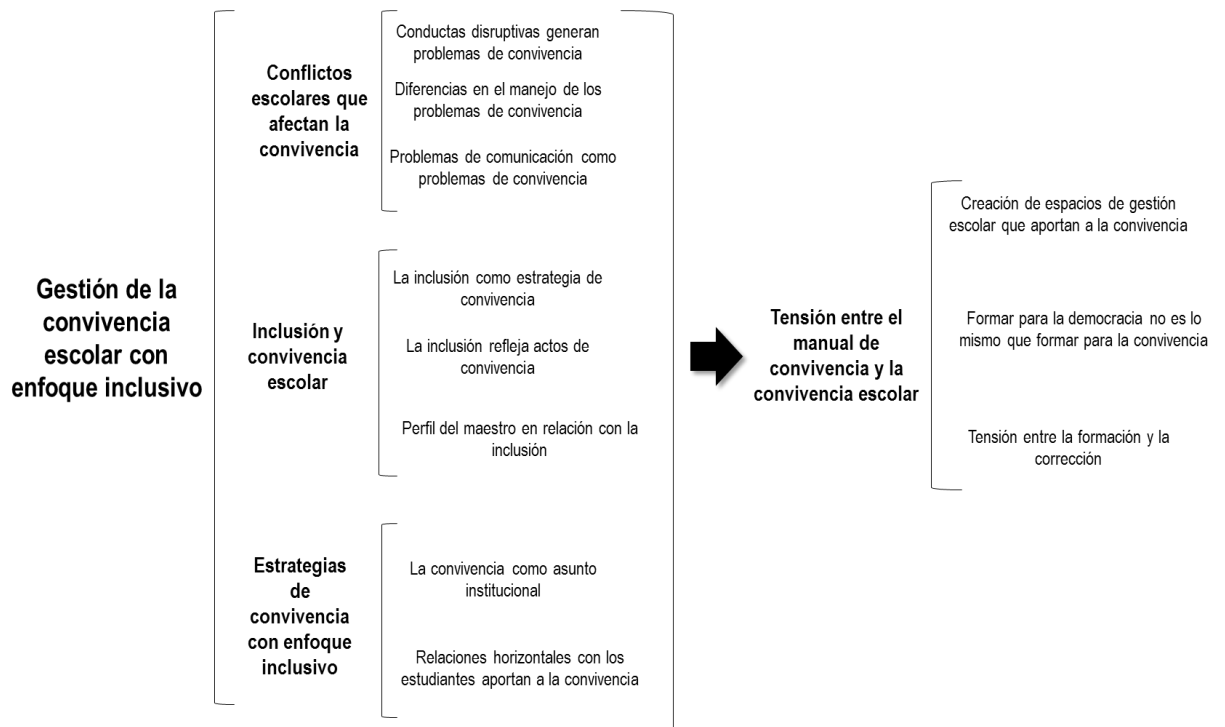 Gestión de la
convivencia
escolar con
enfoque inclusivo
Conflictos
escolares que
afectan la
convivencia
Conductas disruptivas generan
problemas de convivencia
Diferencias en el manejo de los
problemas de convivencia
Problemas de comunicación como
problemas de convivencia
Inclusión y
convivencia
escolar
La inclusión como estrategia de
convivencia
La inclusión refleja actos de
convivencia
Perfil del maestro en relación con la
inclusión
Estrategias
de
convivencia
con enfoque
inclusivo
La convivencia como asunto
institucional
Relaciones horizontales con los
estudiantes aportan a la convivencia
Tensión entre el
manual de
convivencia y la
convivencia escolar
Creación de espacios de gestión
escolar que aportan a la convivencia
Formar para la democracia no es lo
mismo que formar para la convivencia
Tensión entre la formación y la
corrección